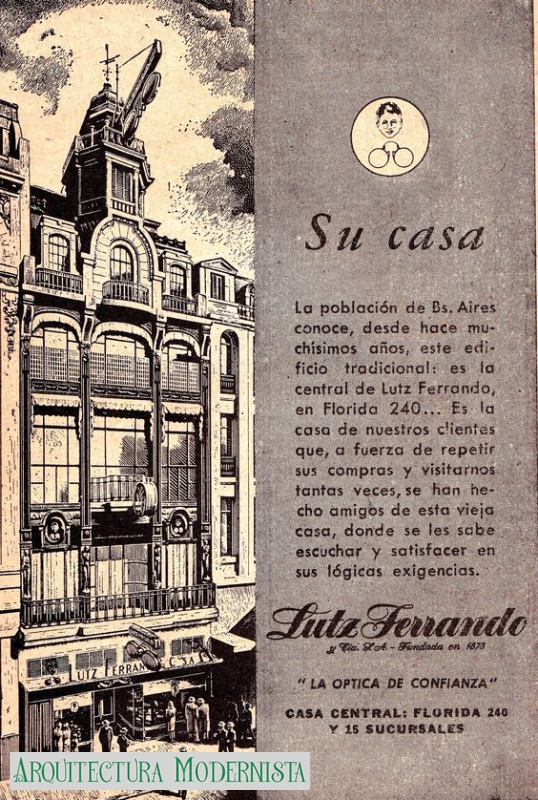 Su casa
La población de Bs. Aires
conoce, desde hace mu-
chísimos años, este edi-
ficio tradicional: es la
central de Lutz Ferrando,
en Florida 240... Es la
casa de nuestros clientes
que, a fuerza de repetir
sus compras y visitarnos
tantas veces, se han he-
cho amigos de esta vieja
casa, donde se les sabe
escuchar y satisfacer en
sus lógicas exigencias.
Lutz Ferrando
y Cía. S.A. - Fundada en 1873
"LA OPTICA DE CONFIANZA"
CASA CENTRAL: FLORIDA 240
Y 15 SUCURSALES
LUTZ FERRANDO
ARQUITECTURA MODERNISTA